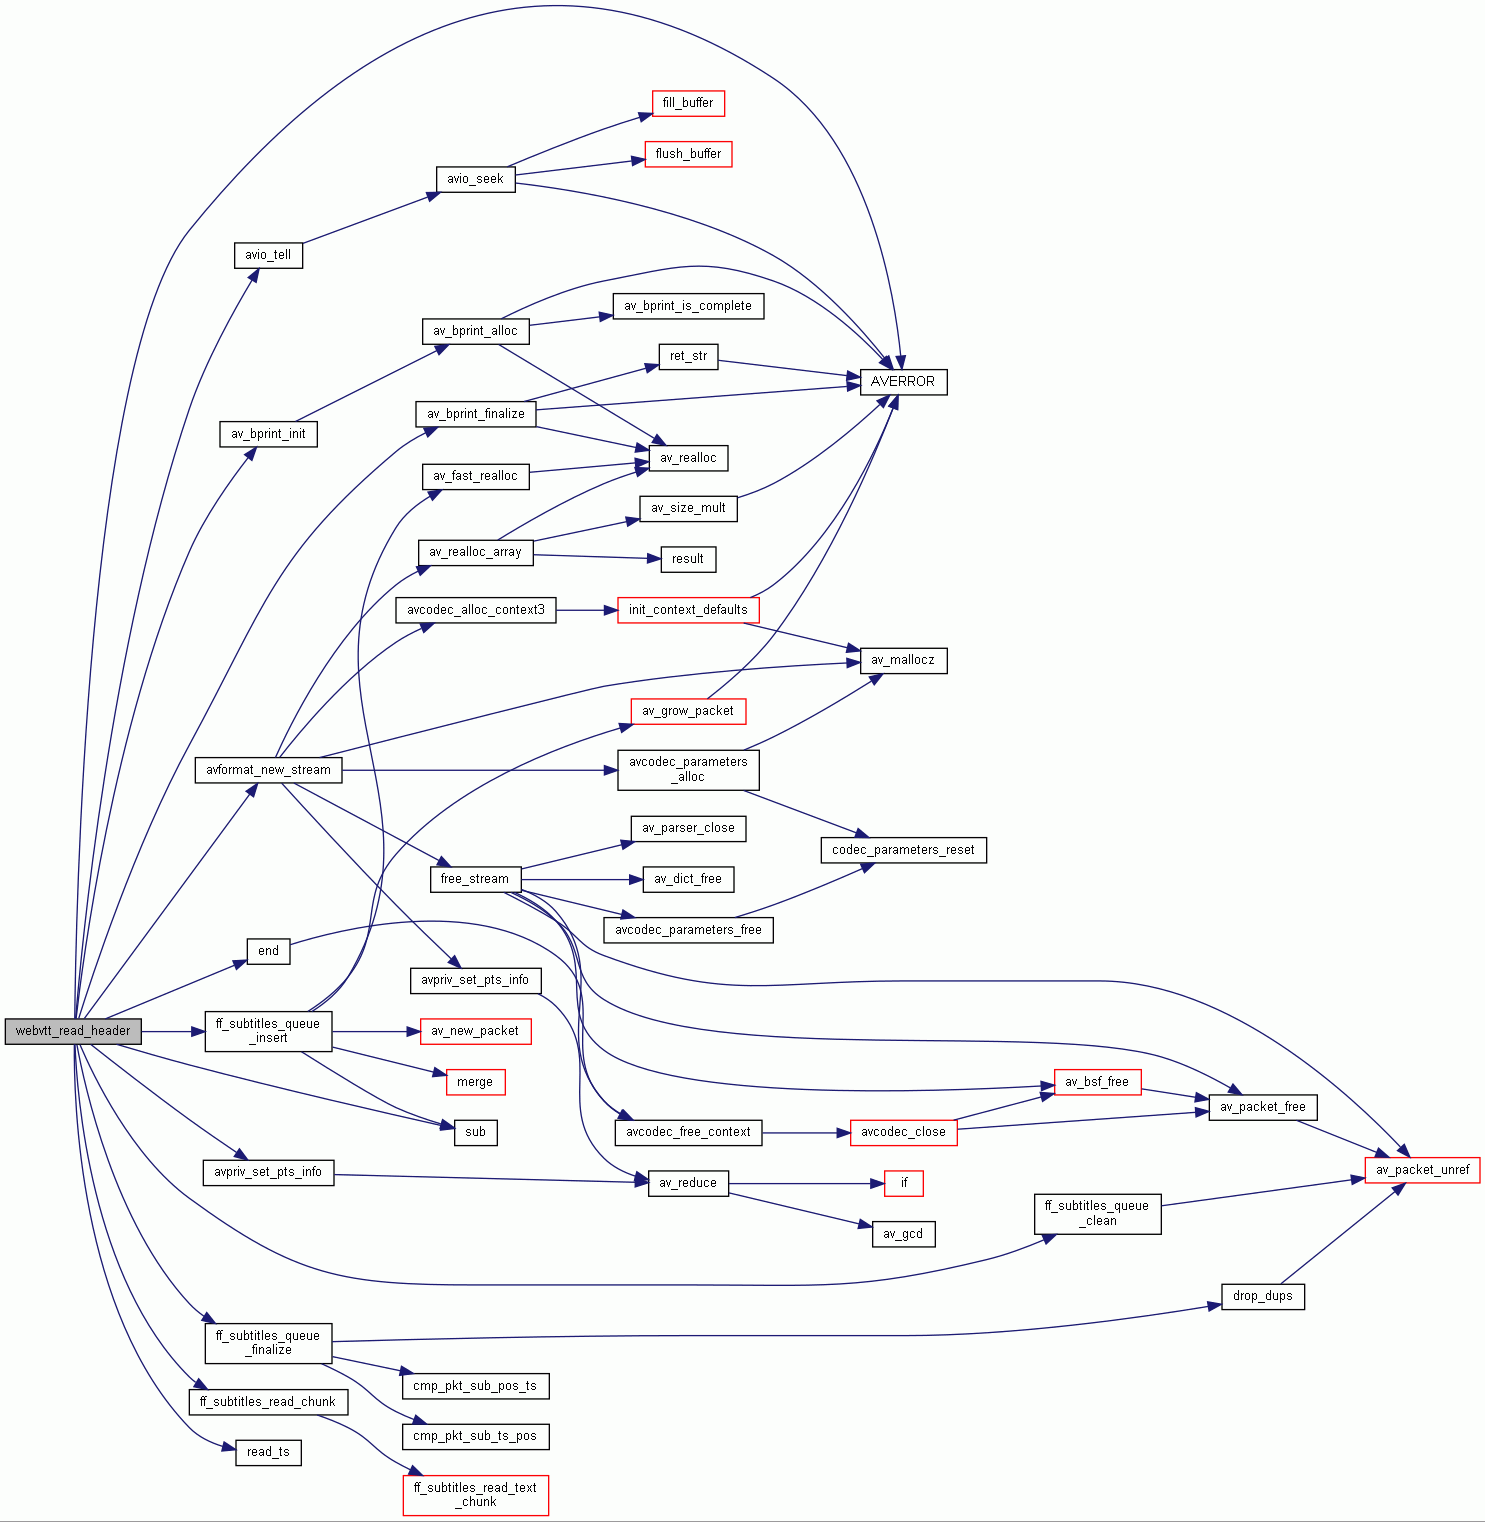 fill_buffer
flush_buffer
avio_seek
avio_tell
av_bprint_is_complete
av_bprint_alloc
ret_str
AVERROR
av_bprint_finalize
av_bprint_init
av_realloc
av_fast_realloc
av_size_mult
av_realloc_array
result
avcodec_alloc_context3
init_context_defaults
av_mallocz
av_grow_packet
avformat_new_stream
avcodec_parameters
_alloc
av_parser_close
codec_parameters_reset
free_stream
av_dict_free
avcodec_parameters_free
end
avpriv_set_pts_info
webvtt_read_header
ff_subtitles_queue
_insert
av_new_packet
merge
av_bsf_free
av_packet_free
sub
avcodec_free_context
avcodec_close
avpriv_set_pts_info
av_packet_unref
av_reduce
if
ff_subtitles_queue
_clean
av_gcd
drop_dups
ff_subtitles_queue
_finalize
cmp_pkt_sub_pos_ts
ff_subtitles_read_chunk
cmp_pkt_sub_ts_pos
read_ts
ff_subtitles_read_text
_chunk